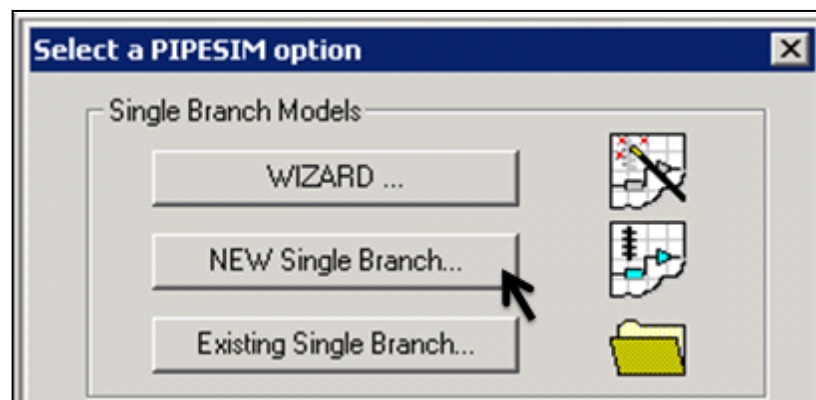 Select a PIPESIM option
Single Branch Models
WIZARD ...
NEW Single Branch...
Existing Single Branch...